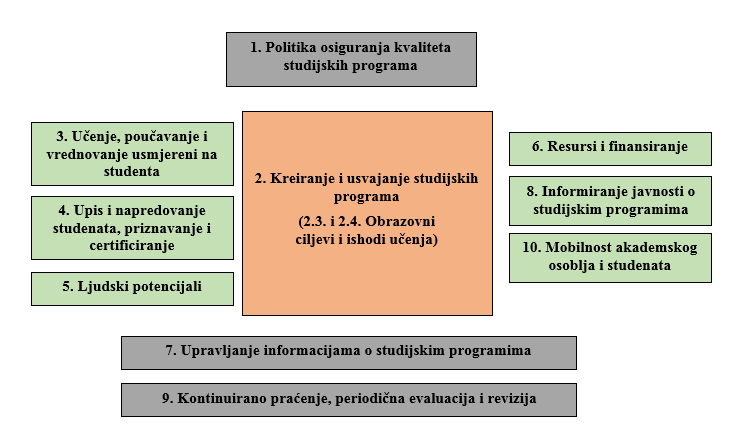 1. Politika osiguranja kvaliteta
studijskih programa
3. Učenje, poučavanje i
vrednovanje usmjereni na
studenta
4. Upis i napredovanje
studenata, priznavanje i
certificiranje
5. Ljudski potencijali
2. Kreiranje i usvajanje studijskih
programa
(2.3. i 2.4. Obrazovni
ciljevi i ishodi učenja)
6. Resursi i finansiranje
8. Informiranje javnosti o
studijskim programima
10. Mobilnost akademskog
osoblja i studenata
7. Upravljanje informacijama o studijskim programima
9. Kontinuirano praćenje, periodična evaluacija i revizija